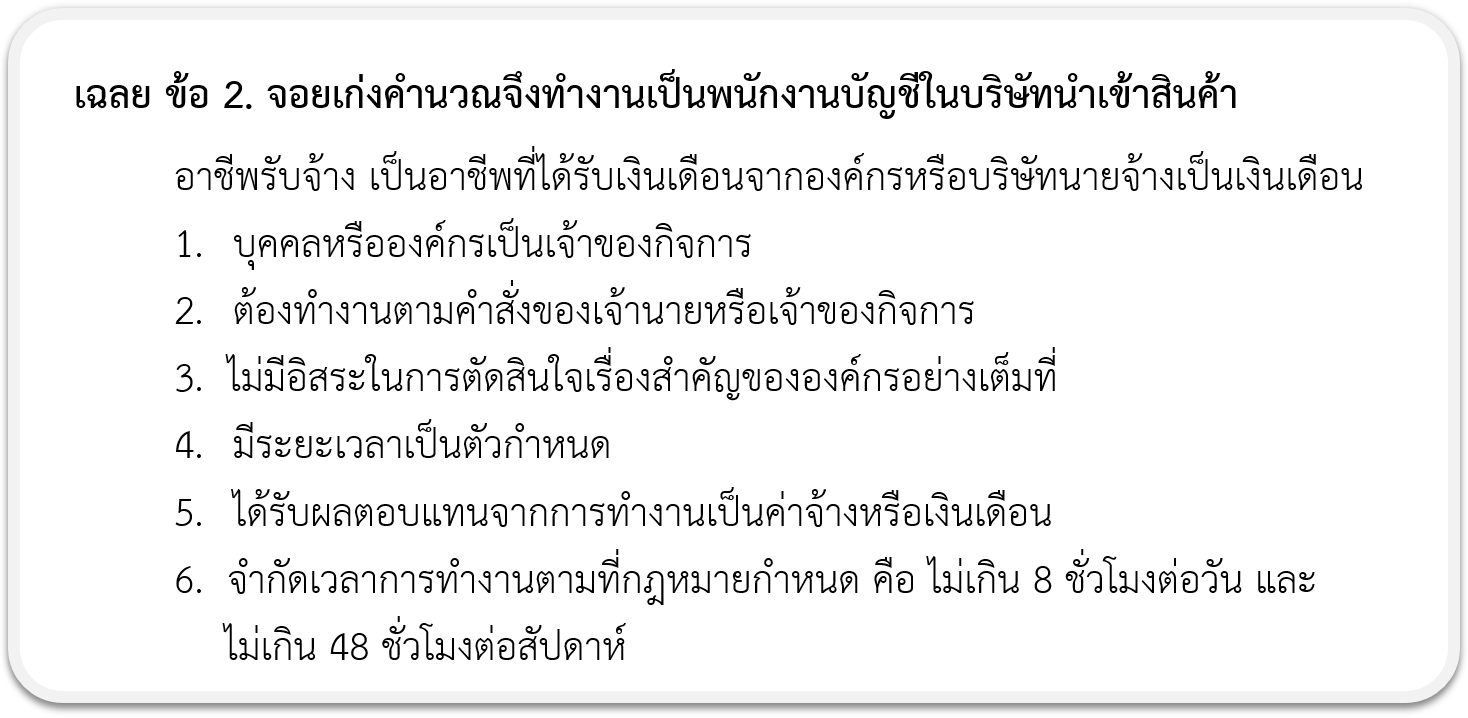 เฉลย ข้อ 2. จอยเก่งคำนวณจึงทำงานเป็นพนักงานบัญชีในบริษัทนำเข้าสินค้า
อาชีพรับจ้าง เป็นอาชีพที่ได้รับเงินเดือนจากองค์กรหรือบริษัทนายจ้างเป็นเงินเดือน
1. บุคคลหรือองค์กรเป็นเจ้าของกิจการ
2. ต้องทำงานตามคำสั่งของเจ้านายหรือเจ้าของกิจการ
3. ไม่มีอิสระในการตัดสินใจเรื่องสำคัญขององค์กรอย่างเต็มที่
4. มีระยะเวลาเป็นตัวกำหนด
5. ได้รับผลตอบแทนจากการทำงานเป็นค่าจ้างหรือเงินเดือน
6. จำกัดเวลาการทำงานตามที่กฎหมายกำหนด คือ ไม่เกิน 8 ชั่วโมงต่อวัน และ
ไม่เกิน 48 ชั่วโมงต่อสัปดาห์